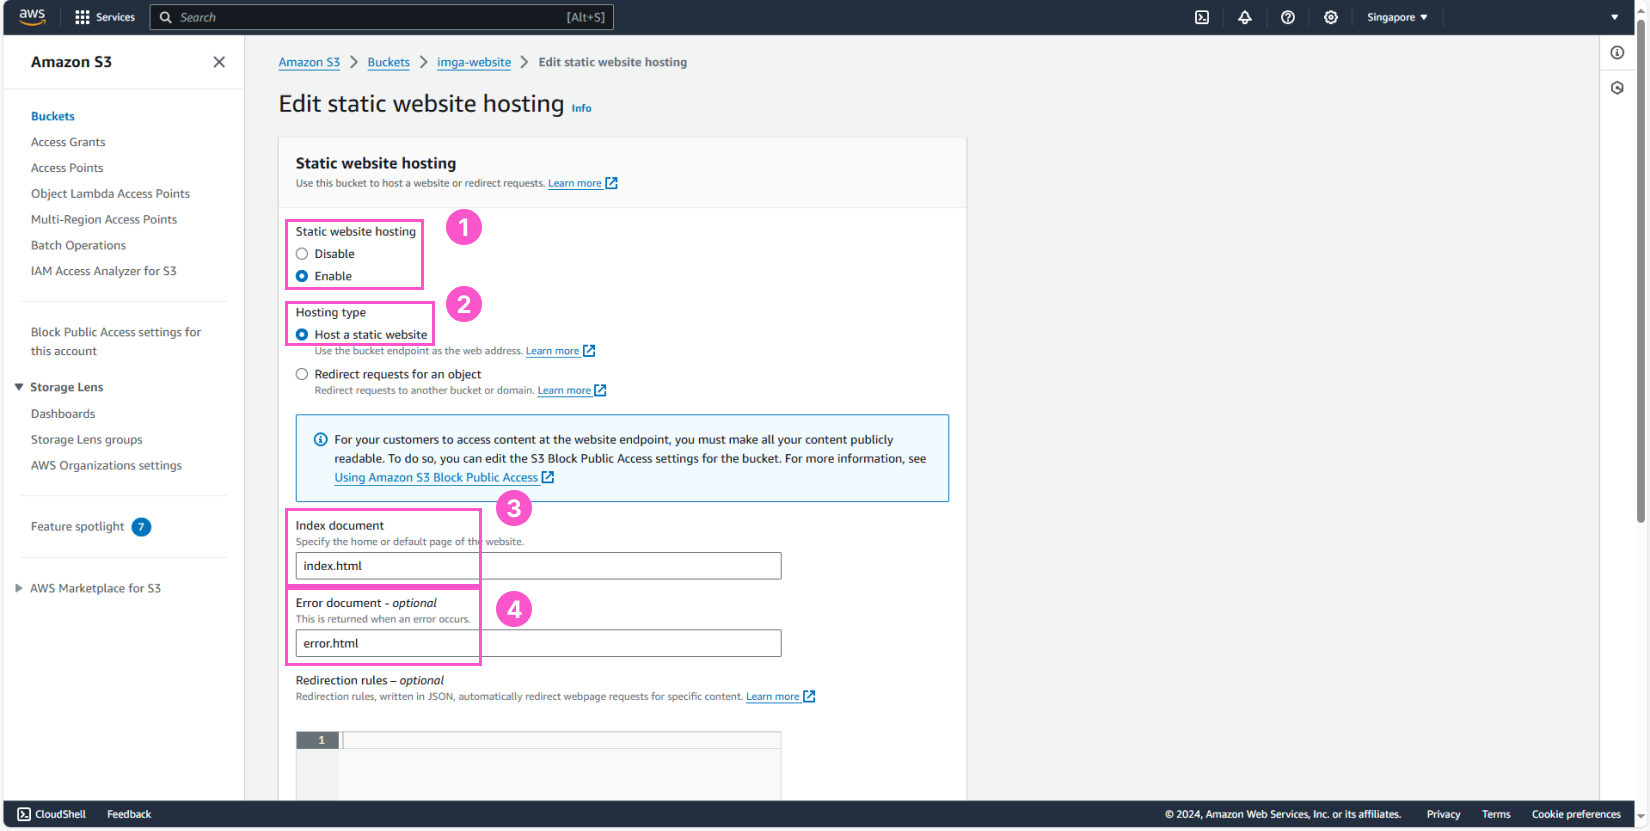 aws
Services
Search [Alt+S]
Singapore
Amazon S3
Buckets
Access Grants
Access Points
Object Lambda Access Points
Multi-Region Access Points
Batch Operations
IAM Access Analyzer for S3
Block Public Access settings for
this account
Storage Lens
Dashboards
Storage Lens groups
AWS Organizations settings
Feature spotlight 7
AWS Marketplace for S3
Amazon S3 > Buckets > imga-website > Edit static website hosting
Edit static website hosting Info
Static website hosting
Use this bucket to host a website or redirect requests. Learn more
1
Static website hosting
Disable
Enable
2
Hosting type
Host a static website
Use the bucket endpoint as the web address. Learn more
Redirect requests for an object
Redirect requests to another bucket or domain. Learn more
For your customers to access content at the website endpoint, you must make all your content publicly
readable. To do so, you can edit the S3 Block Public Access settings for the bucket. For more information, see
Using Amazon S3 Block Public Access
3
Index document
Specify the home or default page of the website.
index.html
4
Error document - optional
This is returned when an error occurs.
error.html
Redirection rules – optional
Redirection rules, written in JSON, automatically redirect webpage requests for specific content. Learn more
1
CloudShell
Feedback
© 2024, Amazon Web Services, Inc. or its affiliates.
Privacy
Terms
Cookie preferences